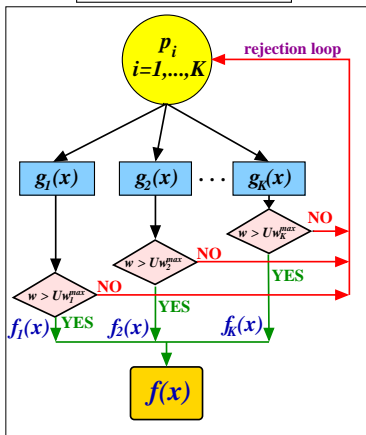 p_i
i=1,...,K
rejection loop
g_1(x) g_2(x) . . . g_K(x)
w > Uw_K^max NO
w > Uw_2^max NO
YES
w > Uw_1^max NO
YES YES
f_1(x) f_2(x) f_K(x)
f(x)